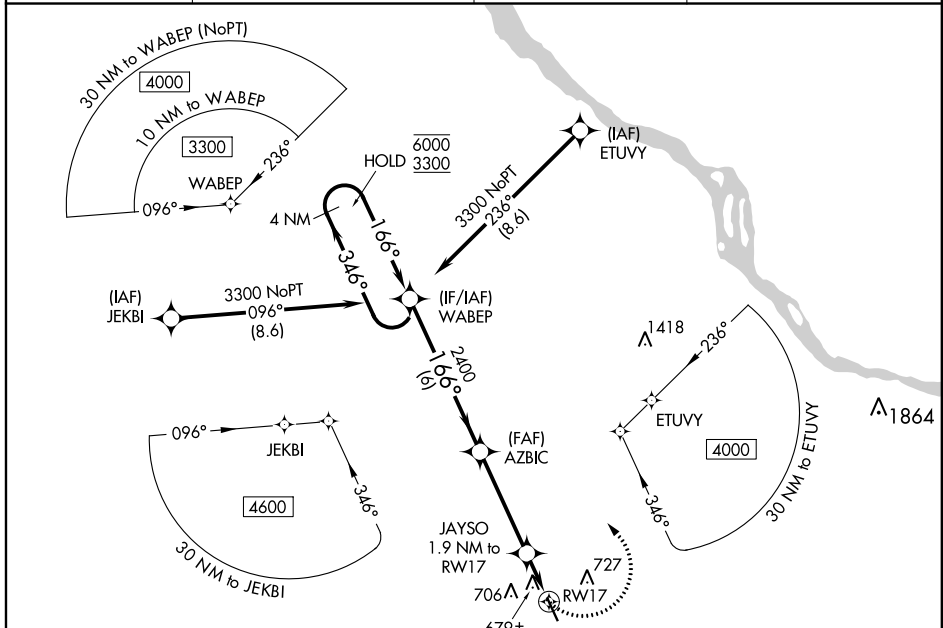 30 NM to WABEP (NoPT)
4000
10 NM to WABEP
3300
236°
WABEP
096°
HOLD
6000
3300
4 NM
166°
346°
(IAF)
ETUVY
3300 NoPT
236°
(8.6)
(IAF)
JEKBI
3300 NoPT
096°
(8.6)
(IF/IAF)
WABEP
2400
166°
(6)
1418
236°
ETUVY
4000
346°
30 NM to ETUVY
1864
096°
JEKBI
346°
4600
30 NM to JEKBI
(FAF)
AZBIC
JAYSO
1.9 NM to
RW17
727
706
RW17